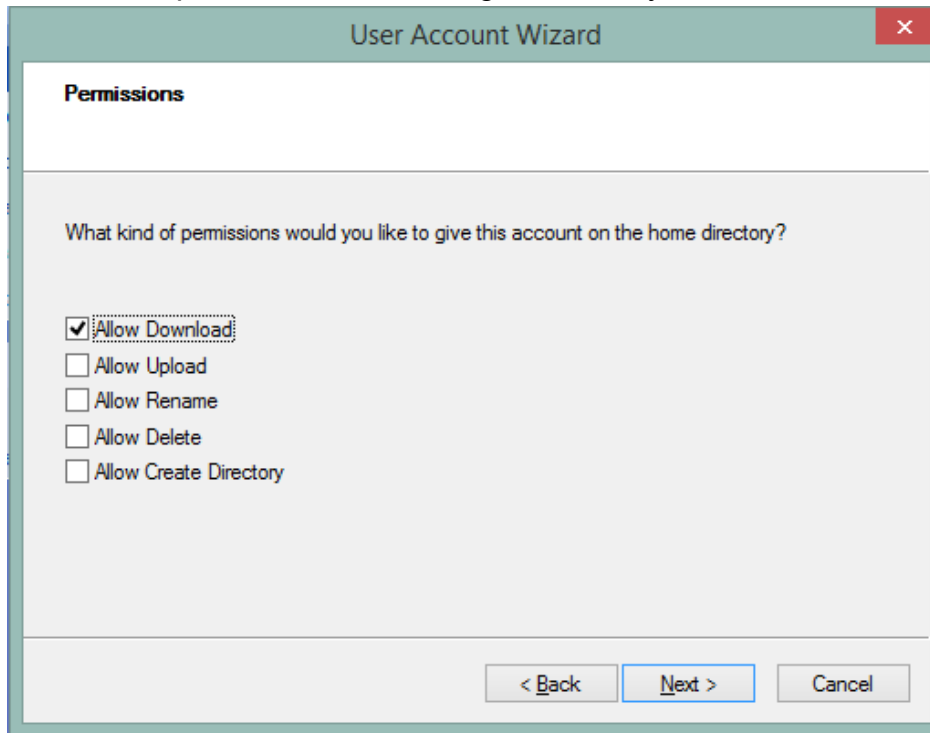 User Account Wizard
Permissions
What kind of permissions would you like to give this account on the home directory?
Allow Download
Allow Upload
Allow Rename
Allow Delete
Allow Create Directory
< Back Next > Cancel